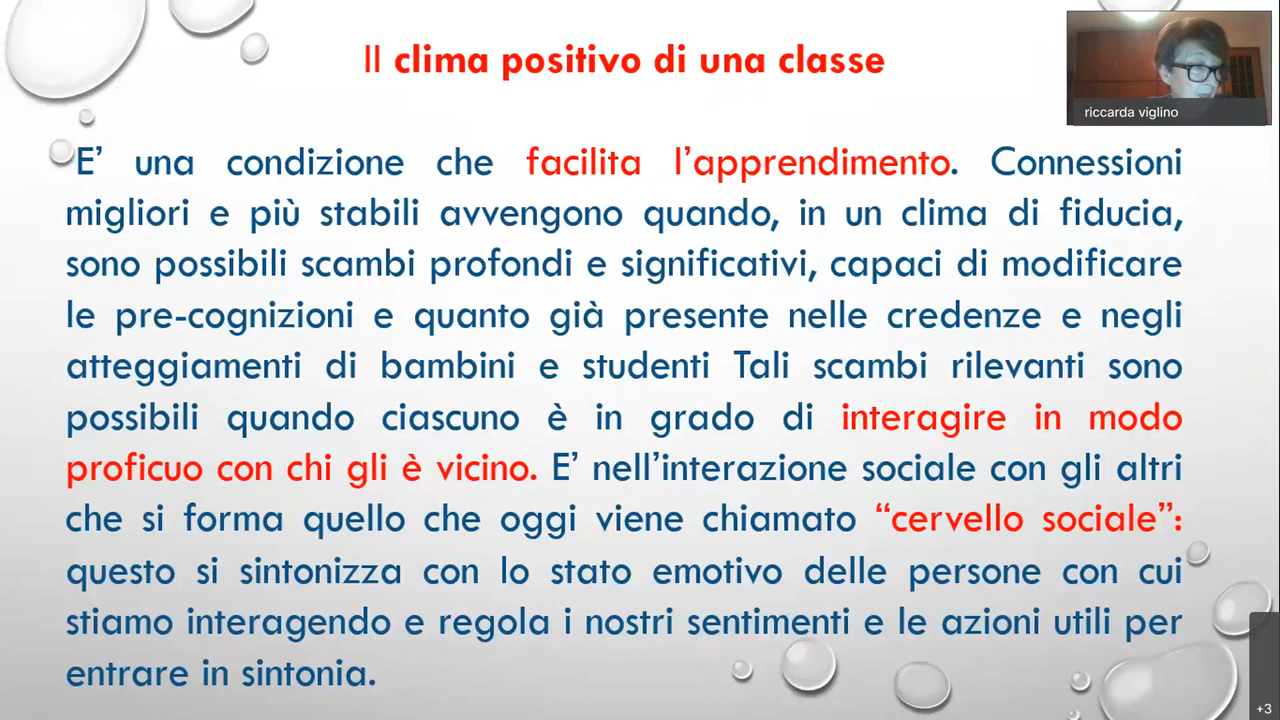 Il clima positivo di una classe
riccarda viglino
E’ una condizione che facilita l’apprendimento. Connessioni
migliori e più stabili avvengono quando, in un clima di fiducia,
sono possibili scambi profondi e significativi, capaci di modificare
le pre-cognizioni e quanto già presente nelle credenze e negli
atteggiamenti di bambini e studenti Tali scambi rilevanti sono
possibili quando ciascuno è in grado di interagire in modo
proficuo con chi gli è vicino. E’ nell’interazione sociale con gli altri
che si forma quello che oggi viene chiamato “cervello sociale”:
questo si sintonizza con lo stato emotivo delle persone con cui
stiamo interagendo e regola i nostri sentimenti e le azioni utili per
entrare in sintonia.
+3